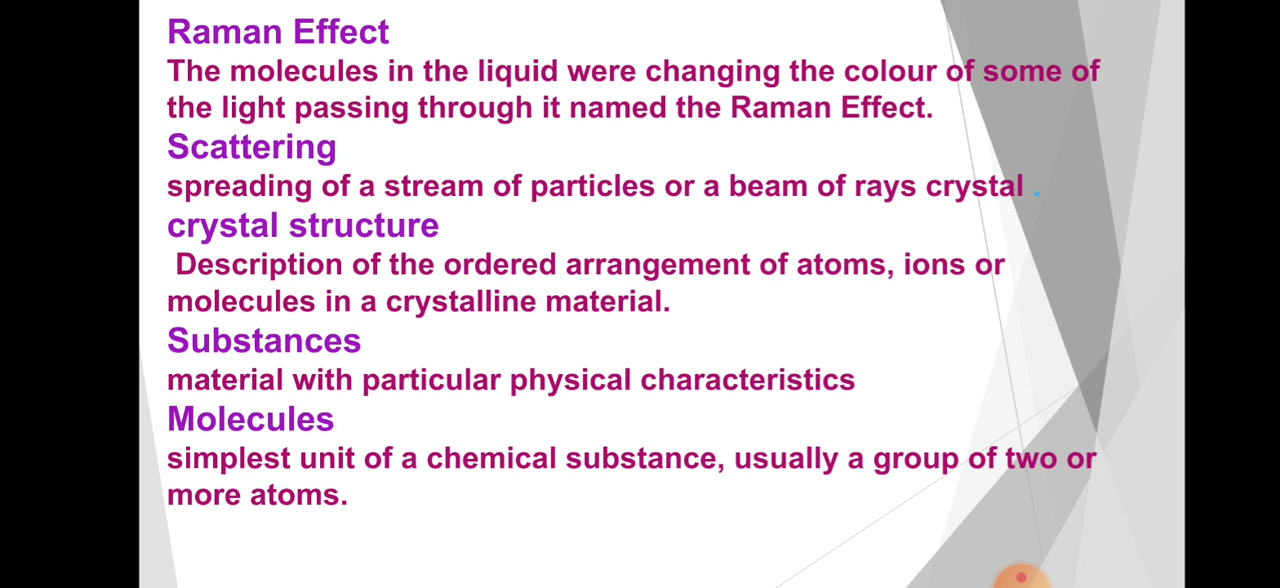 Raman Effect
The molecules in the liquid were changing the colour of some of
the light passing through it named the Raman Effect.
Scattering
spreading of a stream of particles or a beam of rays crystal .
crystal structure
Description of the ordered arrangement of atoms, ions or
molecules in a crystalline material.
Substances
material with particular physical characteristics
Molecules
simplest unit of a chemical substance, usually a group of two or
more atoms.